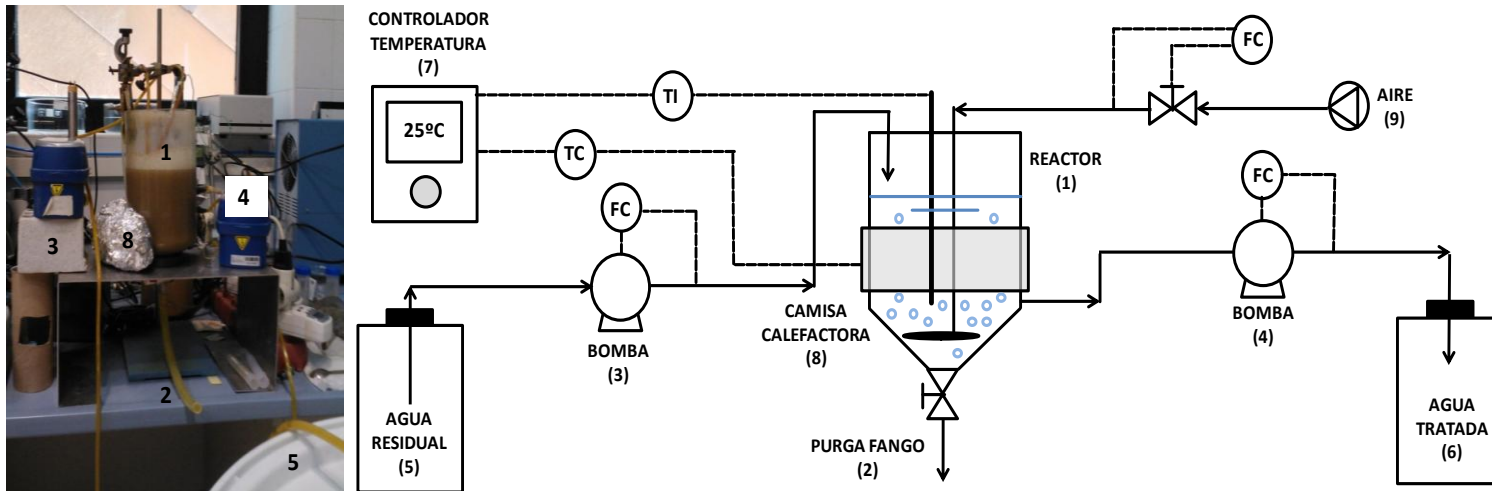 1
4
3
8
2
5
CONTROLADOR
TEMPERATURA
(7)
25ºC
TI
TC
FC
FC
AIRE
(9)
REACTOR
(1)
FC
CAMISA
CALEFACTORA
(8)
BOMBA
(3)
BOMBA
(4)
AGUA
RESIDUAL
(5)
PURGA FANGO
(2)
AGUA
TRATADA
(6)